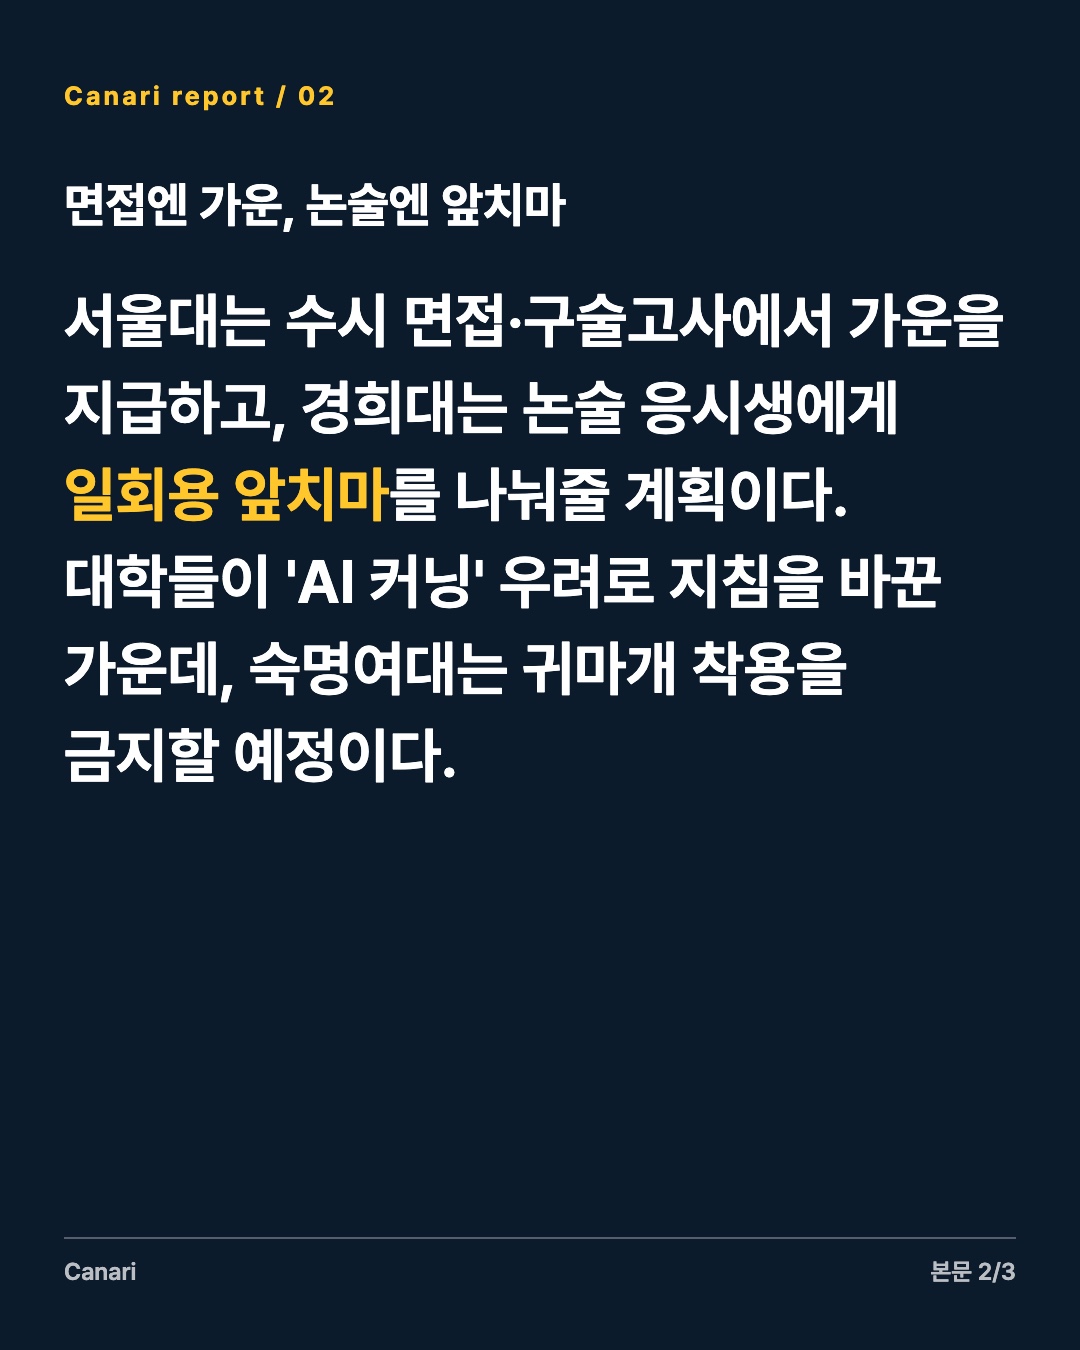 Canari report / 02
면접엔 가운, 논술엔 앞치마
서울대는 수시 면접·구술고사에서 가운을
지급하고, 경희대는 논술 응시생에게
일회용 앞치마를 나눠줄 계획이다.
대학들이 'AI 커닝' 우려로 지침을 바꾼
가운데, 숙명여대는 귀마개 착용을
금지할 예정이다.
Canari
본문 2/3